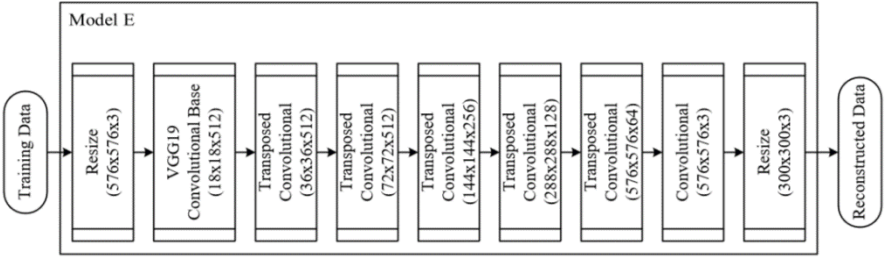 Model E
Training Data
Resize
(576x576x3)
VGG19
Convolutional Base
(18x18x512)
Transposed
Convolutional
(36x36x512)
Transposed
Convolutional
(72x72x512)
Transposed
Convolutional
(144x144x256)
Transposed
Convolutional
(288x288x128)
Transposed
Convolutional
(576x576x64)
Convolutional
(576x576x3)
Resize
(300x300x3)
Reconstructed Data